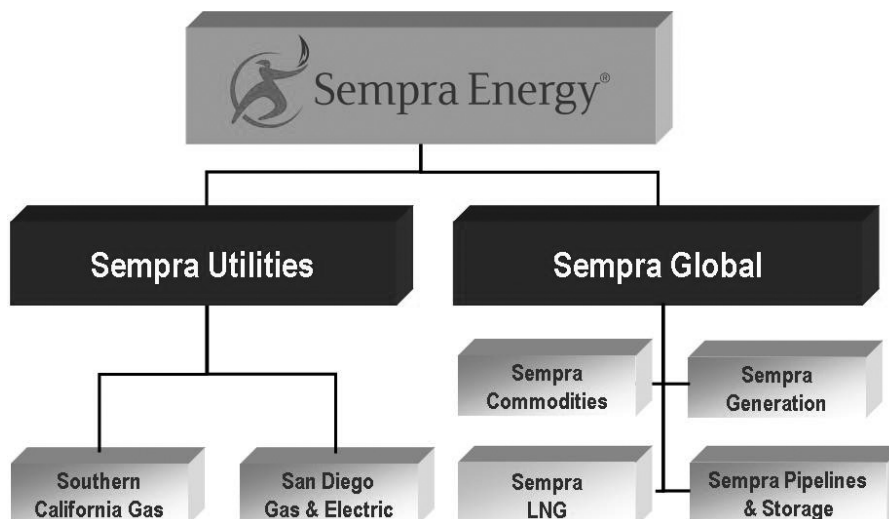 Sempra Energy®
Sempra Utilities
Sempra Global
Sempra
Commodities
Sempra
Generation
Southern
California Gas
San Diego
Gas & Electric
Sempra
LNG
Sempra Pipelines
& Storage